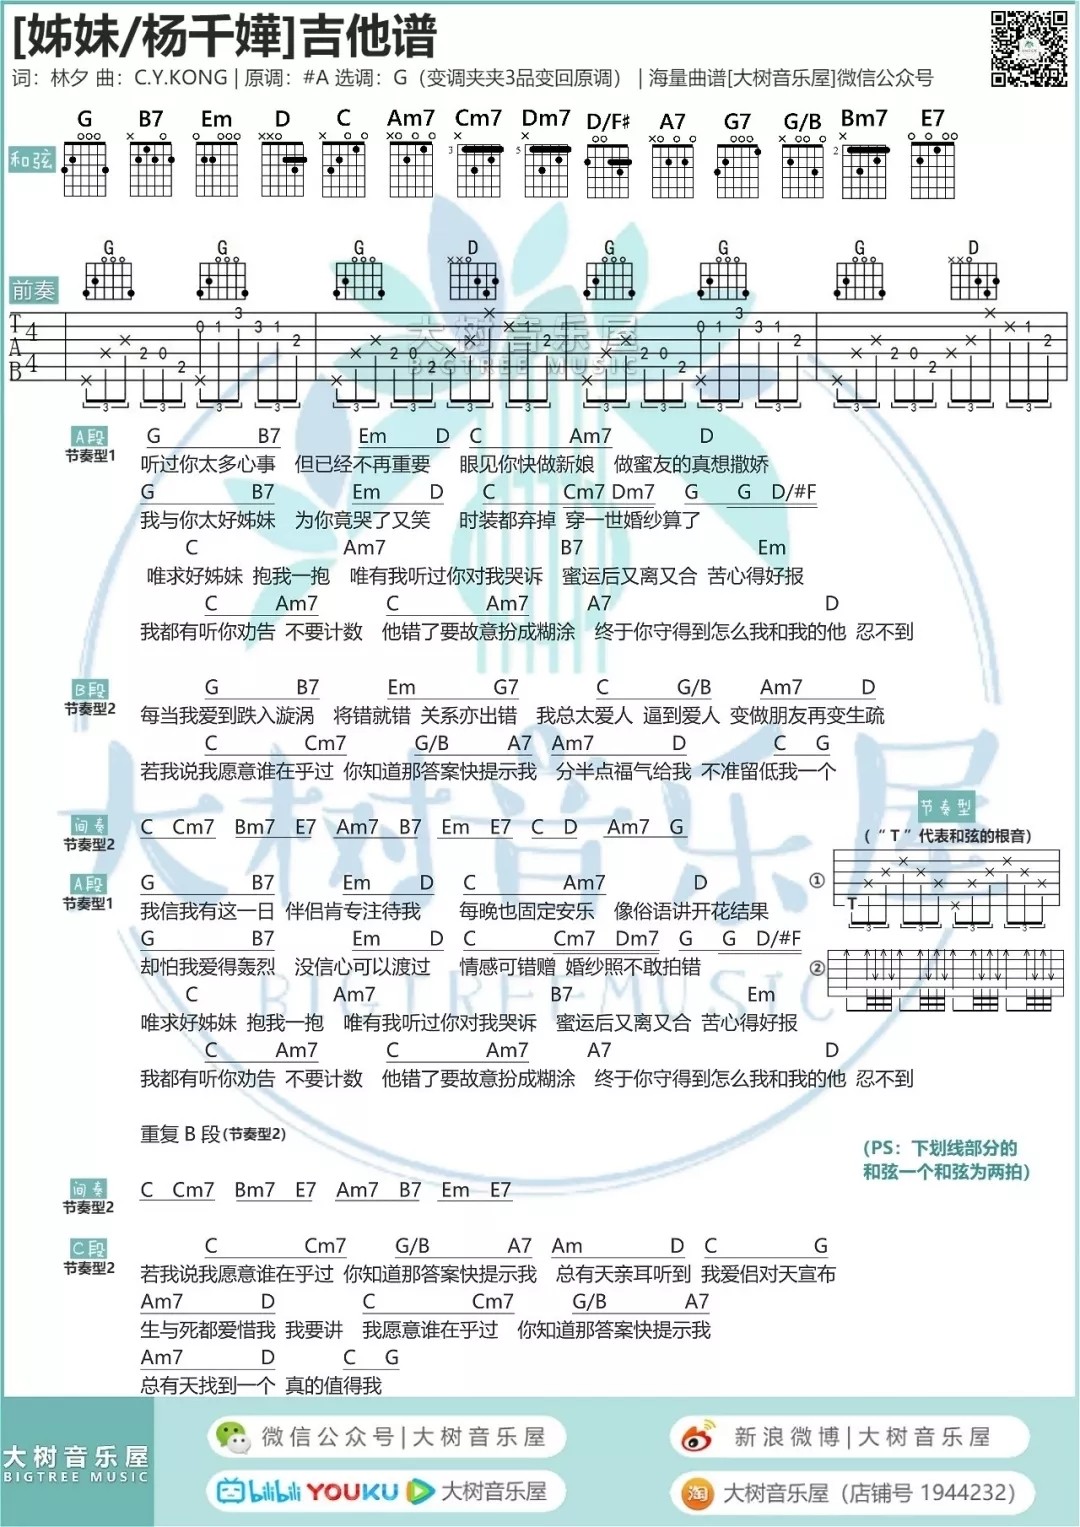 [姊妹/杨千嬅]吉他谱
词：林夕 曲：C.Y.KONG | 原调：#A 选调：G（变调夹夹3品变回原调） | 海量曲谱[大树音乐屋]微信公众号
G B7 Em D C Am7 Cm7 Dm7 D/F♯ A7 G7 G/B Bm7 E7
和弦
3 5 2
G G G D G G G D
前奏
大树音乐屋
BIGTREE MUSIC
A段 G B7 Em D C Am7 D
节奏型1 听过你太多心事 但已经不再重要 眼见你快做新娘 做蜜友的真想撒娇
G B7 Em D C Cm7 Dm7 G G D/#F
我与你太好姊妹 为你竟哭了又笑 时装都弃掉 穿一世婚纱算了
C Am7 B7 Em
唯求好姊妹 抱我一抱 唯有我听过你对我哭诉 蜜运后又离又合 苦心得好报
C Am7 C Am7 A7 D
我都有听你劝告 不要计数 他错了要故意扮成糊涂 终于你守得到怎么我和我的他 忍不到
B段 G B7 Em G7 C G/B Am7 D
节奏型2 每当我爱到跌入漩涡 将错就错 关系亦出错 我总太爱人 逼到爱人 变做朋友再变生疏
C Cm7 G/B A7 Am7 D C G
若我说我愿意谁在乎过 你知道那答案快提示我 分半点福气给我 不准留低我一个
间奏 C Cm7 Bm7 E7 Am7 B7 Em E7 C D Am7 G
节奏型2
节奏型
（“T”代表和弦的根音）
①
T
3 3 3 3
②
A段 G B7 Em D C Am7 D
节奏型1 我信我有这一日 伴侣肯专注待我 每晚也固定安乐 像俗语讲开花结果
G B7 Em D C Cm7 Dm7 G G D/#F
却怕我爱得轰烈 没信心可以渡过 情感可错赠 婚纱照不敢拍错
C Am7 B7 Em
唯求好姊妹 抱我一抱 唯有我听过你对我哭诉 蜜运后又离又合 苦心得好报
C Am7 C Am7 A7 D
我都有听你劝告 不要计数 他错了要故意扮成糊涂 终于你守得到怎么我和我的他 忍不到
重复 B 段(节奏型2)
(PS：下划线部分的
和弦一个和弦为两拍)
间奏 C Cm7 Bm7 E7 Am7 B7 Em E7
节奏型2
C段 C Cm7 G/B A7 Am D C G
节奏型2 若我说我愿意谁在乎过 你知道那答案快提示我 总有天亲耳听到 我爱侣对天宣布
Am7 D C Cm7 G/B A7
生与死都爱惜我 我要讲 我愿意谁在乎过 你知道那答案快提示我
Am7 D C G
总有天找到一个 真的值得我
大树音乐屋
BIGTREEMUSIC
大树音乐屋
BIGTREE MUSIC
微信公众号|大树音乐屋
新浪微博|大树音乐屋
bilibili YOUKU 大树音乐屋
淘 大树音乐屋（店铺号 1944232）